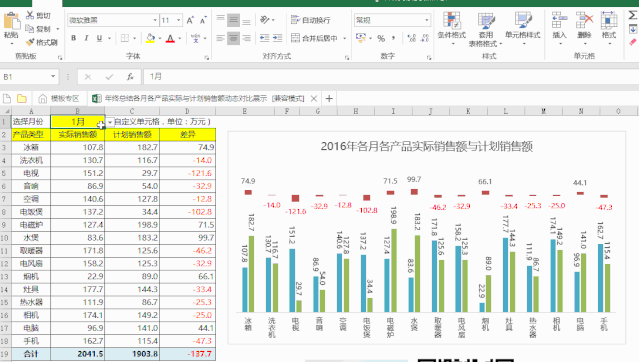 剪切
复制
格式刷
粘贴
剪贴板
微软雅黑
11
B I U
字体
自动换行
合并后居中
对齐方式
常规
数字
条件格式
套用
表格格式
单元格样式
样式
插入
删除
格式
单元格
B1
1月
模板专区
年终总结各月各产品实际与计划销售额动态对比展示 [兼容模式]
A B C D E F G H I J K L M N O
1 选择月份 1月 自定义单元格，单位：万元）
2 产品类型 实际销售额 计划销售额 差异
3 冰箱 107.8 182.7 74.9
4 洗衣机 130.7 116.7 -14.0
5 电视 151.2 29.7 -121.6
6 音响 86.9 54.0 -32.9
7 空调 140.6 127.8 -12.8
8 电饭煲 137.2 34.4 -102.8
9 电磁炉 127.4 198.9 71.5
10 水煲 83.6 183.2 99.7
11 取暖器 171.8 125.6 -46.2
12 电风扇 158.2 125.3 -32.9
13 烟机 22.9 89.0 66.1
14 灶具 177.7 144.3 -33.4
15 热水器 111.9 86.7 -25.3
16 相机 174.1 149.2 -25.0
17 电脑 96.9 141.0 44.1
18 手机 162.7 115.4 -47.3
19 合计 2041.5 1903.8 -137.7
2016年各月各产品实际销售额与计划销售额
74.9 -14.0 -121.6 -32.9 -12.8 -102.8 71.5 99.7 -46.2 -32.9 66.1 -33.4 -25.3 -25.0 44.1 -47.3
107.8 182.7 130.7 116.7 151.2 29.7 86.9 54.0 140.6 127.8 137.2 34.4 127.4 198.9 83.6 183.2 171.8 125.6 158.2 125.3 22.9 89.0 177.7 144.3 111.9 86.7 174.1 149.2 96.9 141.0 162.7 115.4
冰箱 洗衣机 电视 音响 空调 电饭煲 电磁炉 水煲 取暖器 电风扇 烟机 灶具 热水器 相机 电脑 手机